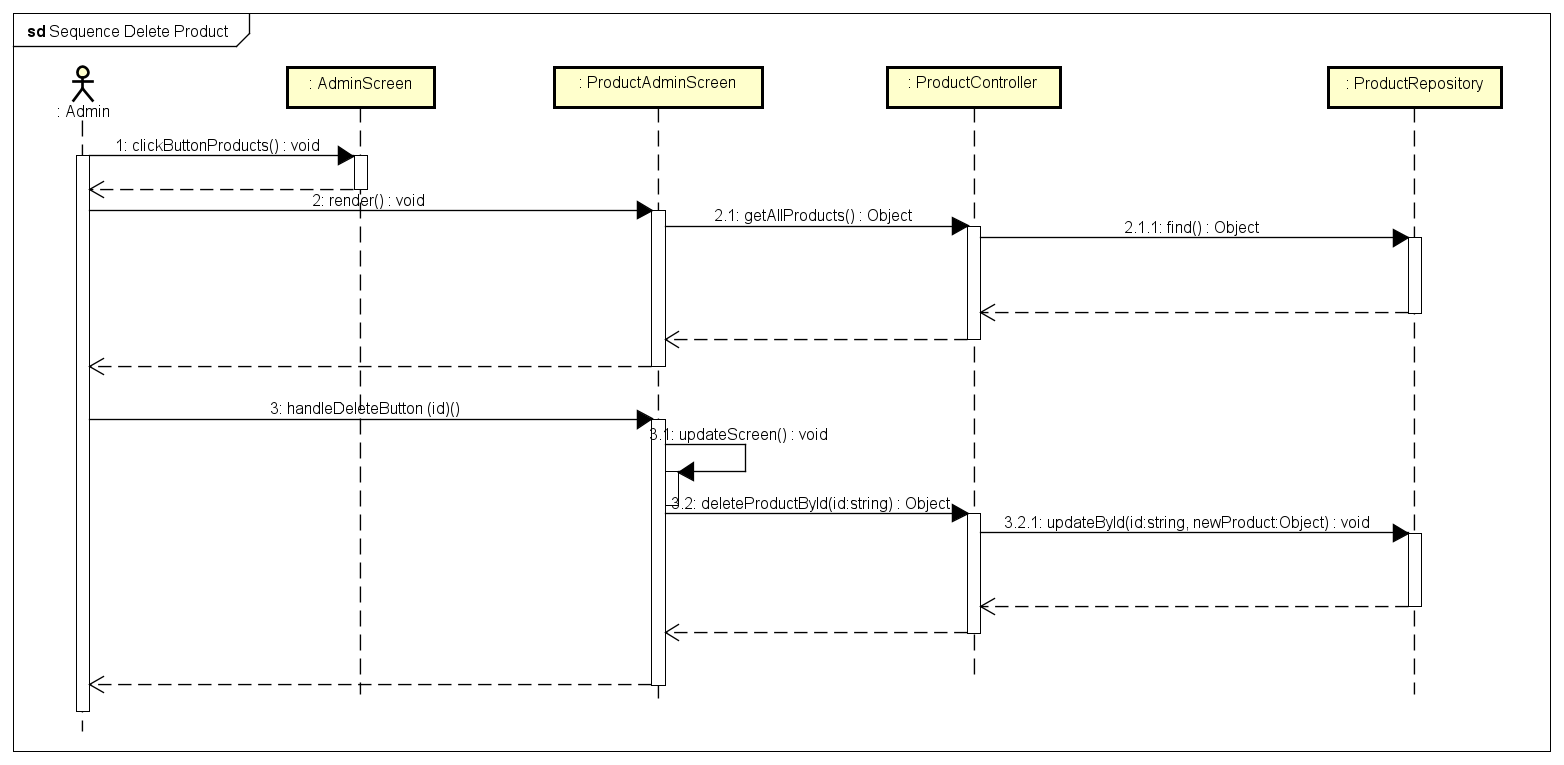 sd Sequence Delete Product
: Admin
: AdminScreen
: ProductAdminScreen
: ProductController
: ProductRepository
1: clickButtonProducts() : void
2: render() : void
2.1: getAllProducts() : Object
2.1.1: find() : Object
3: handleDeleteButton (id)()
3.1: updateScreen() : void
3.2: deleteProductById(id:string) : Object
3.2.1: updateById(id:string, newProduct:Object) : void